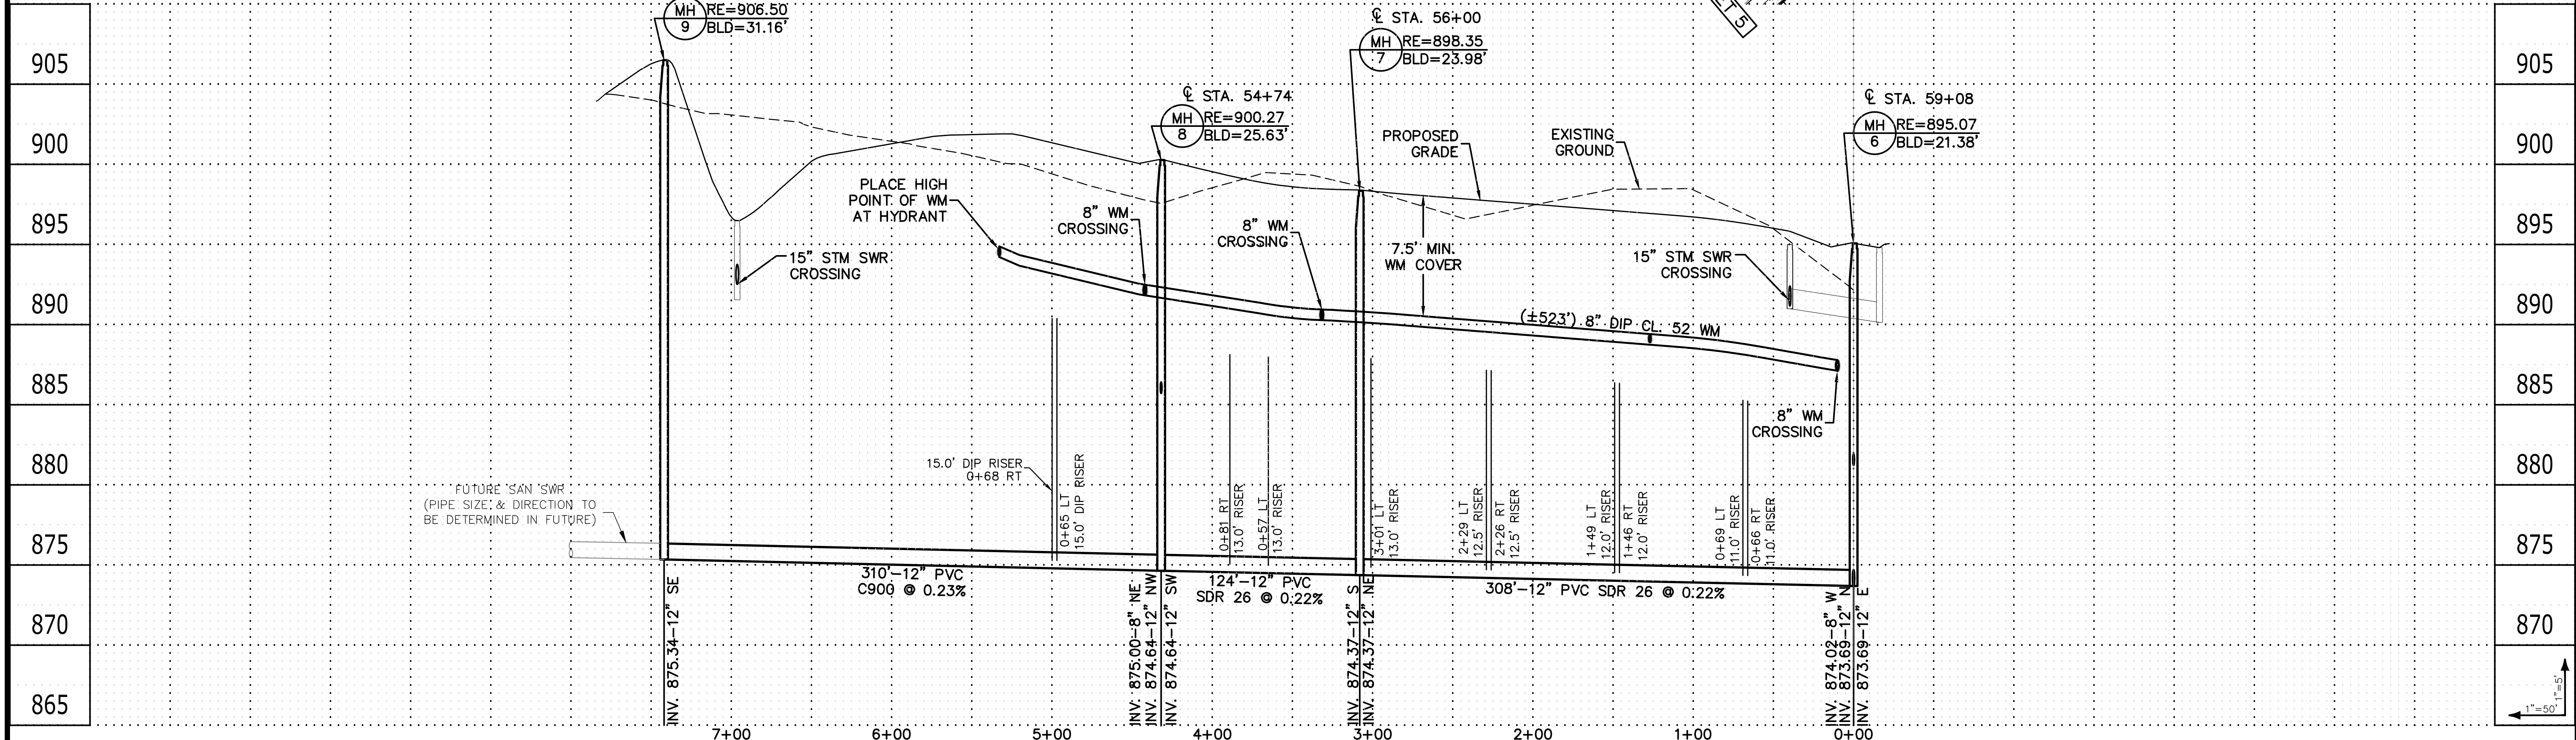 MH
9
RE=906.50
BLD=31.16'
℄ STA. 56+00
MH
7
RE=898.35
BLD=23.98'
ET 5
905
905
℄ STA. 54+74
MH
8
RE=900.27
BLD=25.63'
℄ STA. 59+08
MH
6
RE=895.07
BLD=21.38'
900
900
PROPOSED
GRADE
EXISTING
GROUND
PLACE HIGH
POINT OF WM
AT HYDRANT
8" WM
CROSSING
8" WM
CROSSING
895
895
15" STM SWR
CROSSING
7.5' MIN.
WM COVER
15" STM SWR
CROSSING
890
890
(±523') 8" DIP CL. 52 WM
885
885
8" WM
CROSSING
880
880
15.0' DIP RISER
0+68 RT
0+65 LT
15.0' DIP RISER
0+81 RT
13.0' RISER
0+57 LT
13.0' RISER
3+01 LT
13.0' RISER
2+29 LT
12.5' RISER
2+26 RT
12.5' RISER
1+49 LT
12.0' RISER
1+46 RT
12.0' RISER
0+69 LT
11.0' RISER
0+66 RT
11.0' RISER
FUTURE SAN SWR
(PIPE SIZE & DIRECTION TO
BE DETERMINED IN FUTURE)
875
875
310'-12" PVC
C900 @ 0.23%
124'-12" PVC
SDR 26 @ 0.22%
308'-12" PVC SDR 26 @ 0.22%
870
870
INV. 875.34-12" SE
INV. 875.00-8" NE
INV. 874.64-12" NW
INV. 874.64-12" SW
INV. 874.37-12" S
INV. 874.37-12" NE
INV. 874.02-8" W
INV. 873.69-12" N
INV. 873.69-12" E
865
865
1"=5'
1"=50'
7+00
6+00
5+00
4+00
3+00
2+00
1+00
0+00